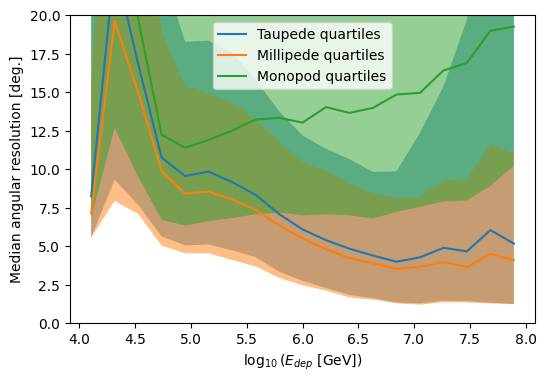 20.0
17.5
15.0
12.5
10.0
7.5
5.0
2.5
0.0
Median angular resolution [deg.]
Taupede quartiles
Millipede quartiles
Monopod quartiles
4.0 4.5 5.0 5.5 6.0 6.5 7.0 7.5 8.0
log₁₀(E_dep [GeV])